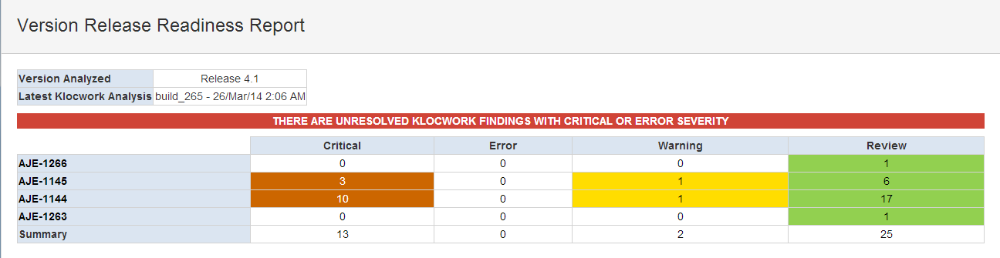 Version Release Readiness Report
Version Analyzed Release 4.1
Latest Klocwork Analysis build_265 - 26/Mar/14 2:06 AM
THERE ARE UNRESOLVED KLOCWORK FINDINGS WITH CRITICAL OR ERROR SEVERITY
Critical Error Warning Review
AJE-1266 0 0 0 1
AJE-1145 3 0 1 6
AJE-1144 10 0 1 17
AJE-1263 0 0 0 1
Summary 13 0 2 25